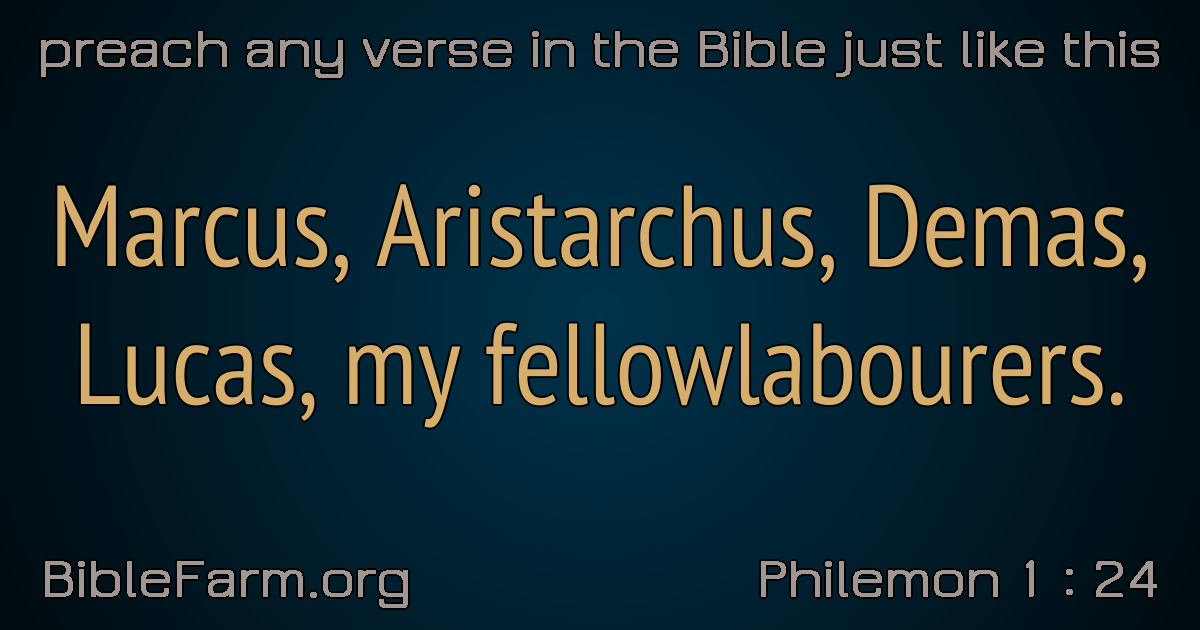 preach any verse in the Bible just like this
Marcus, Aristarchus, Demas,
Lucas, my fellowlabourers.
BibleFarm.org
Philemon 1 : 24